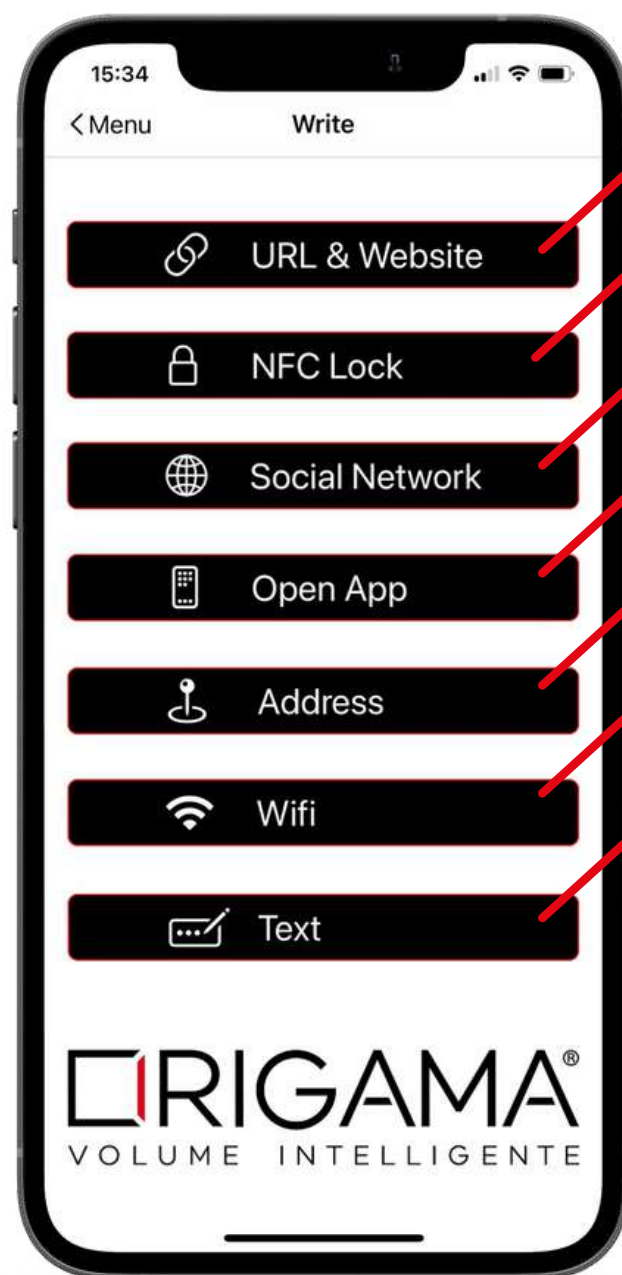 15:34
Menu Write
URL & Website
NFC Lock
Social Network
Open App
Address
Wifi
Text
ORIGAMA®
VOLUME INTELLIGENTE